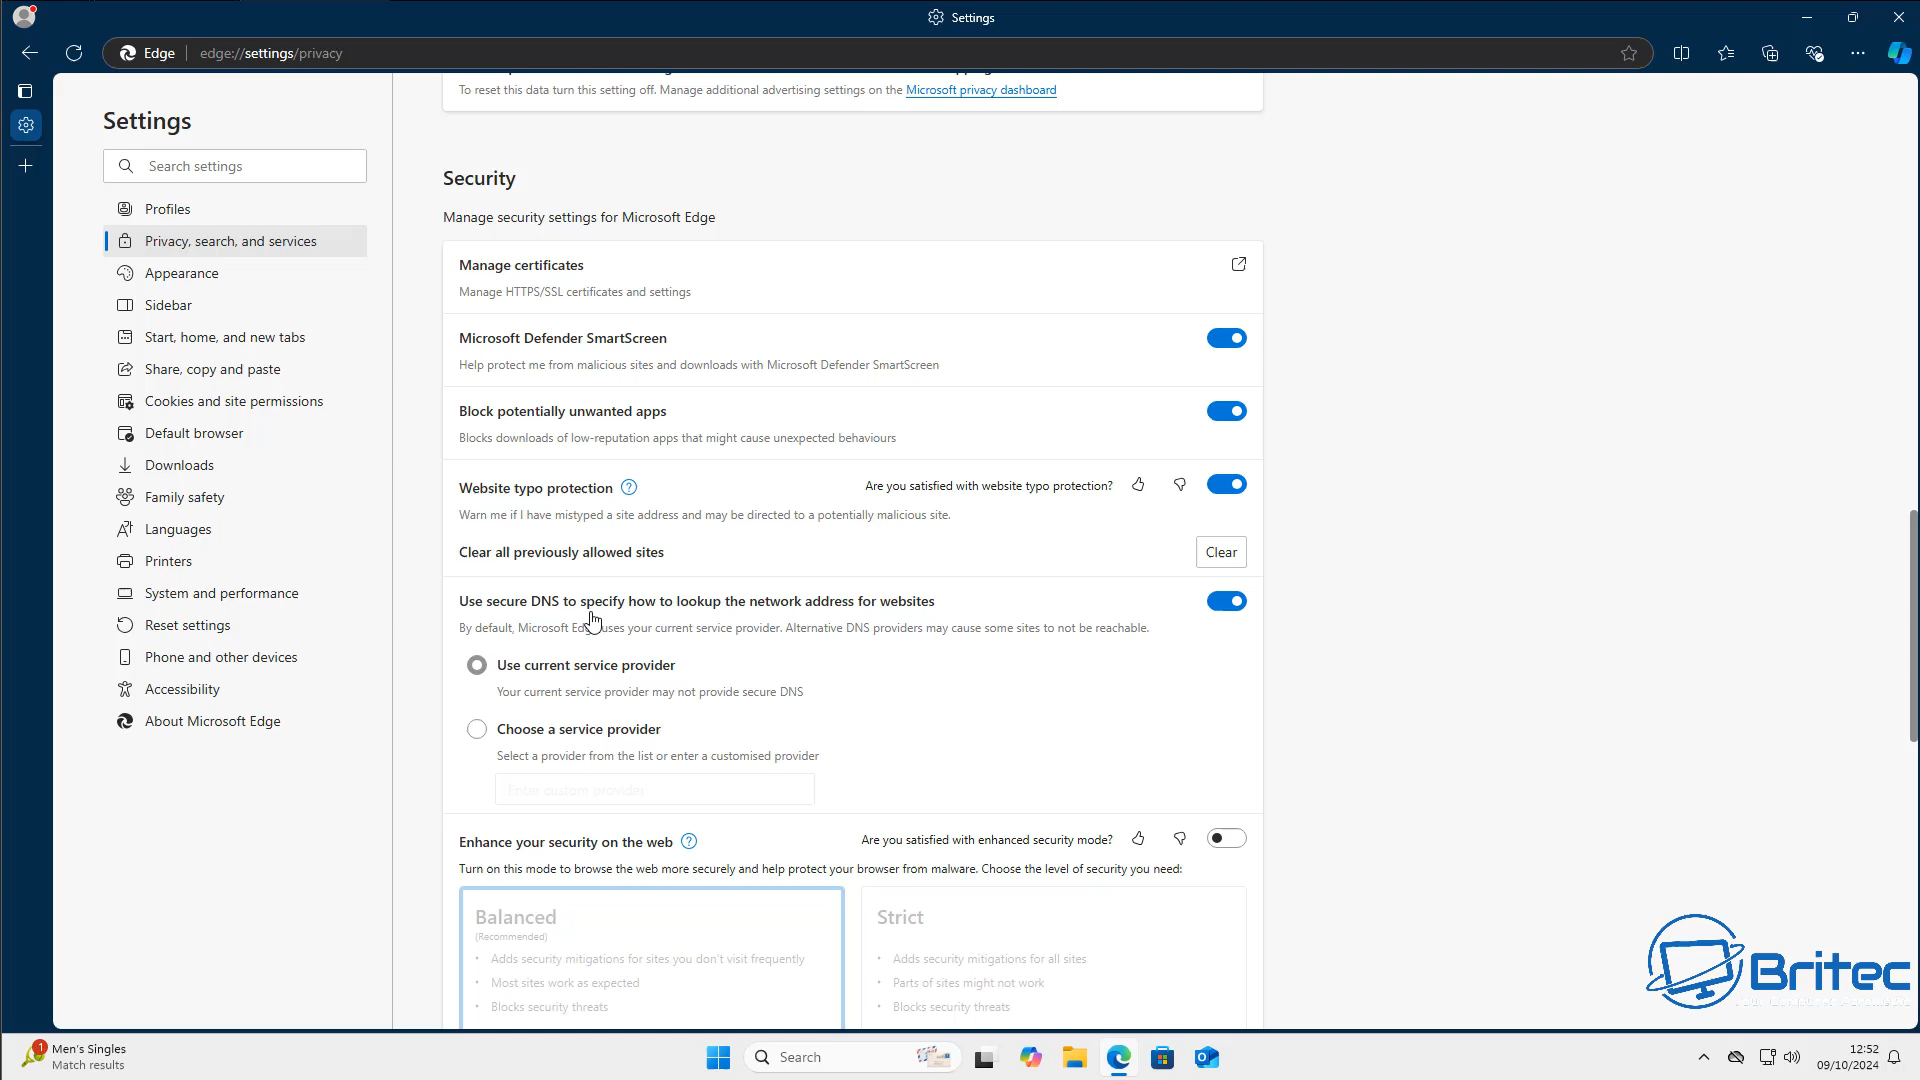 Settings
Edge
edge://settings/privacy
To reset this data turn this setting off. Manage additional advertising settings on the Microsoft privacy dashboard
Settings
Search settings
Profiles
Privacy, search, and services
Appearance
Sidebar
Start, home, and new tabs
Share, copy and paste
Cookies and site permissions
Default browser
Downloads
Family safety
Languages
Printers
System and performance
Reset settings
Phone and other devices
Accessibility
About Microsoft Edge
Security
Manage security settings for Microsoft Edge
Manage certificates
Manage HTTPS/SSL certificates and settings
Microsoft Defender SmartScreen
Help protect me from malicious sites and downloads with Microsoft Defender SmartScreen
Block potentially unwanted apps
Blocks downloads of low-reputation apps that might cause unexpected behaviours
Website typo protection
Are you satisfied with website typo protection?
Warn me if I have mistyped a site address and may be directed to a potentially malicious site.
Clear all previously allowed sites
Clear
Use secure DNS to specify how to lookup the network address for websites
By default, Microsoft Edge uses your current service provider. Alternative DNS providers may cause some sites to not be reachable.
Use current service provider
Your current service provider may not provide secure DNS
Choose a service provider
Select a provider from the list or enter a customised provider
Enter custom provider
Enhance your security on the web
Are you satisfied with enhanced security mode?
Turn on this mode to browse the web more securely and help protect your browser from malware. Choose the level of security you need:
Balanced
(Recommended)
• Adds security mitigations for sites you don't visit frequently
• Most sites work as expected
• Blocks security threats
Strict
• Adds security mitigations for all sites
• Parts of sites might not work
• Blocks security threats
Britec
1
Men's Singles
Match results
Search
12:52
09/10/2024